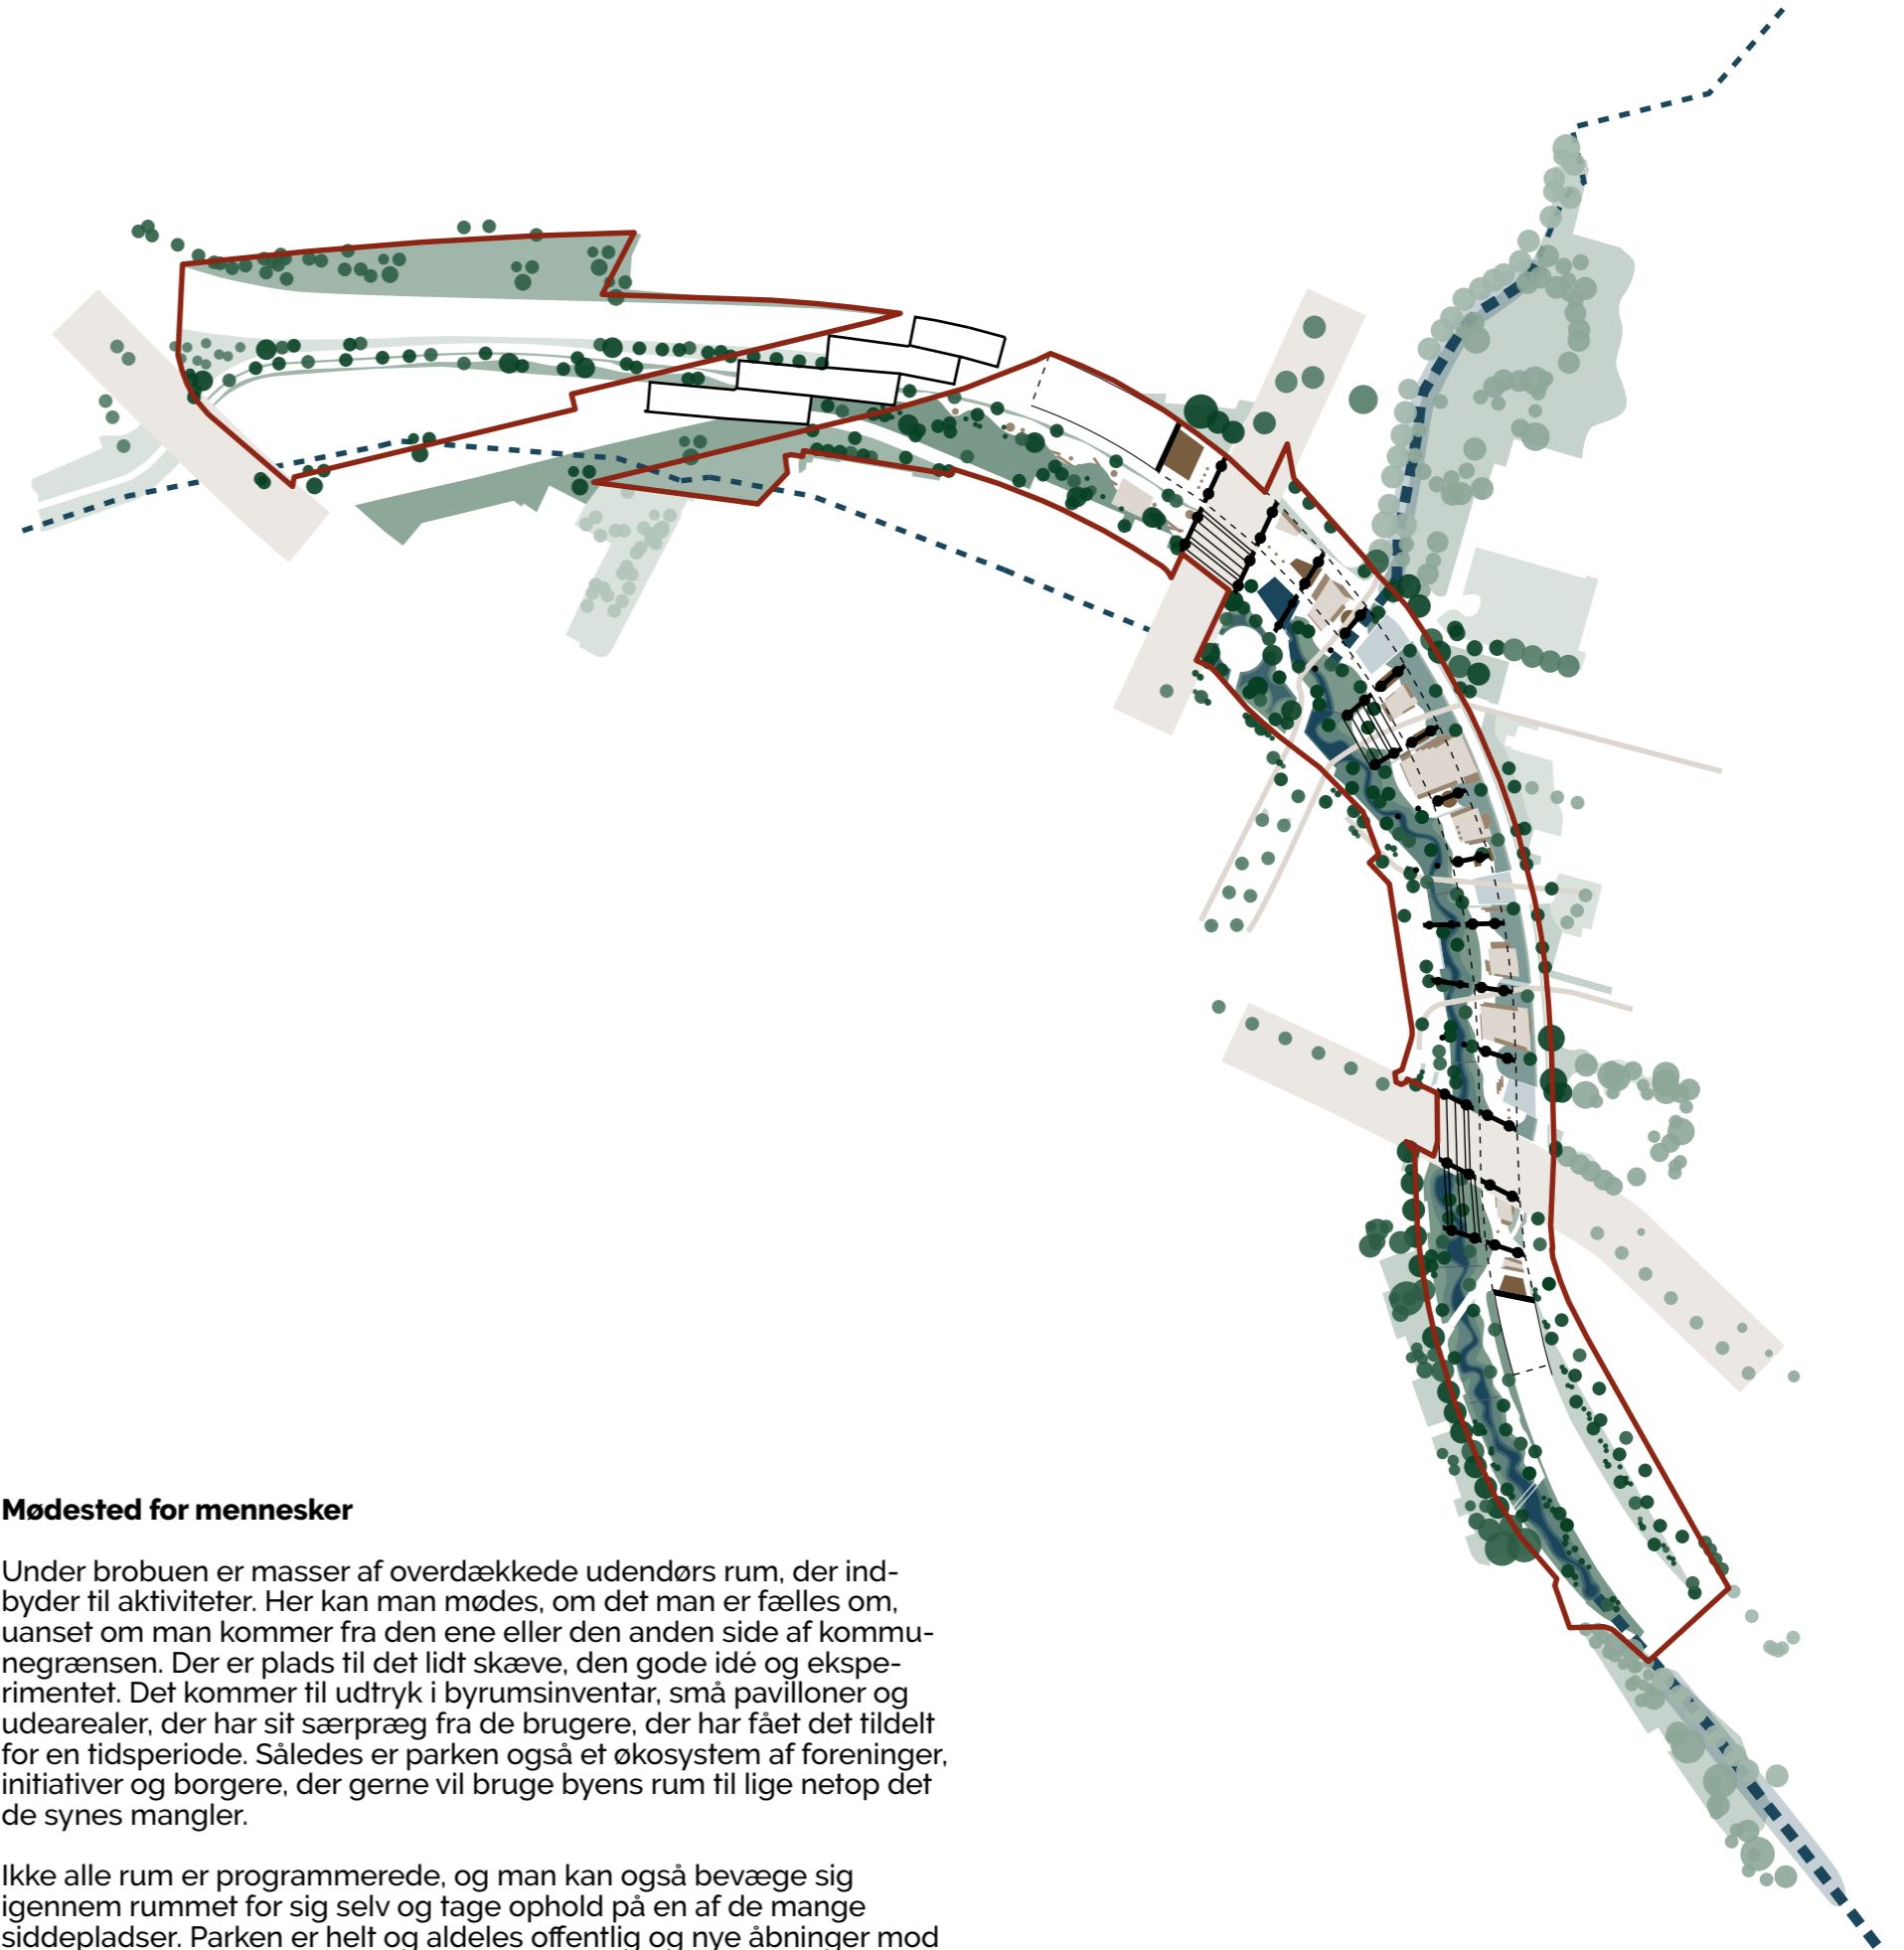 Mødested for mennesker
Under brobuen er masser af overdækkede udendørs rum, der ind-
byder til aktiviteter. Her kan man mødes, om det man er fælles om,
uanset om man kommer fra den ene eller den anden side af kommu-
negrænsen. Der er plads til det lidt skæve, den gode idé og ekspe-
rimentet. Det kommer til udtryk i byrumsinventar, små pavilloner og
udearealer, der har sit særpræg fra de brugere, der har fået det tildelt
for en tidsperiode. Således er parken også et økosystem af foreninger,
initiativer og borgere, der gerne vil bruge byens rum til lige netop det
de synes mangler.
Ikke alle rum er programmerede, og man kan også bevæge sig
igennem rummet for sig selv og tage ophold på en af de mange
siddepladser. Parken er helt og aldeles offentlig og nye åbninger mod